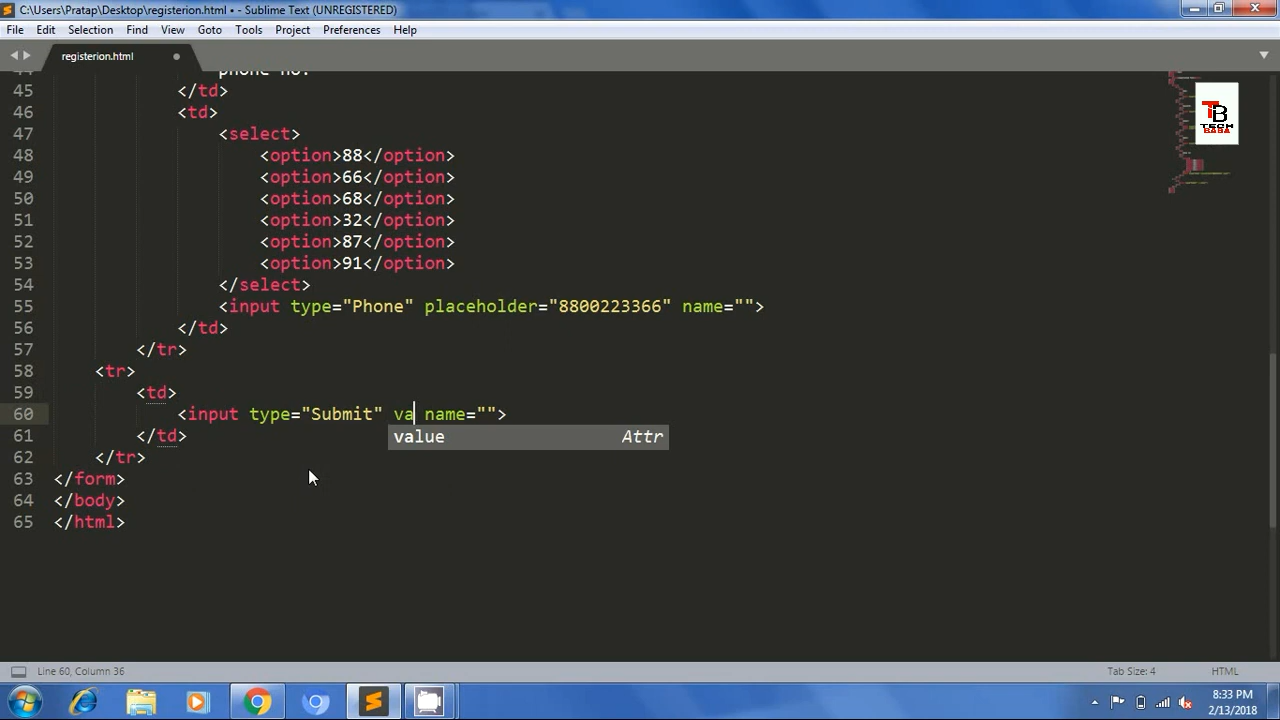 C:\Users\Pratap\Desktop\registerion.html • - Sublime Text (UNREGISTERED)
File Edit Selection Find View Goto Tools Project Preferences Help
registerion.html
phone no.
45 </td>
46 <td>
47 <select>
48 <option>88</option>
49 <option>66</option>
50 <option>68</option>
51 <option>32</option>
52 <option>87</option>
53 <option>91</option>
54 </select>
55 <input type="Phone" placeholder="8800223366" name="">
56 </td>
57 </tr>
58 <tr>
59 <td>
60 <input type="Submit" va name="">
value Attr
61 </td>
62 </tr>
63 </form>
64 </body>
65 </html>
TB
TECH
BABA
Line 60, Column 36 Tab Size: 4 HTML
8:33 PM
2/13/2018